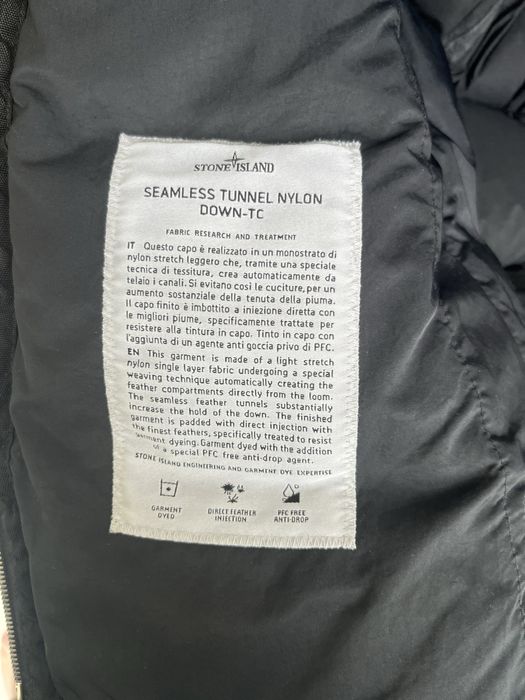 STONE ISLAND
SEAMLESS TUNNEL NYLON
DOWN-TC
FABRIC RESEARCH AND TREATMENT
IT Questo capo è realizzato in un monostrato di
nylon stretch leggero che, tramite una speciale
tecnica di tessitura, crea automaticamente da
telaio i canali. Si evitano così le cuciture, per un
aumento sostanziale della tenuta della piuma.
Il capo finito è imbottito a iniezione diretta con
le migliori piume, specificamente trattate per
resistere alla tintura in capo. Tinto in capo con
l'aggiunta di un agente anti goccia privo di PFC.
EN This garment is made of a light stretch
nylon single layer fabric undergoing a special
weaving technique automatically creating the
feather compartments directly from the loom.
The seamless feather tunnels substantially
increase the hold of the down. The finished
garment is padded with direct injection with
the finest feathers, specifically treated to resist
garment dyeing. Garment dyed with the addition
of a special PFC free anti-drop agent.
STONE ISLAND ENGINEERING AND GARMENT DYE EXPERTISE
GARMENT
DYED
DIRECT FEATHER
INJECTION
PFC FREE
ANTI-DROP